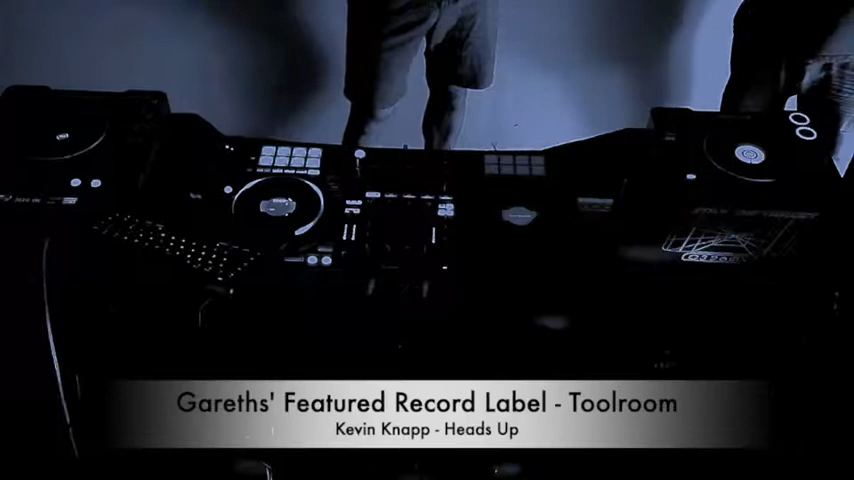 Gareths' Featured Record Label - Toolroom
Kevin Knapp - Heads Up